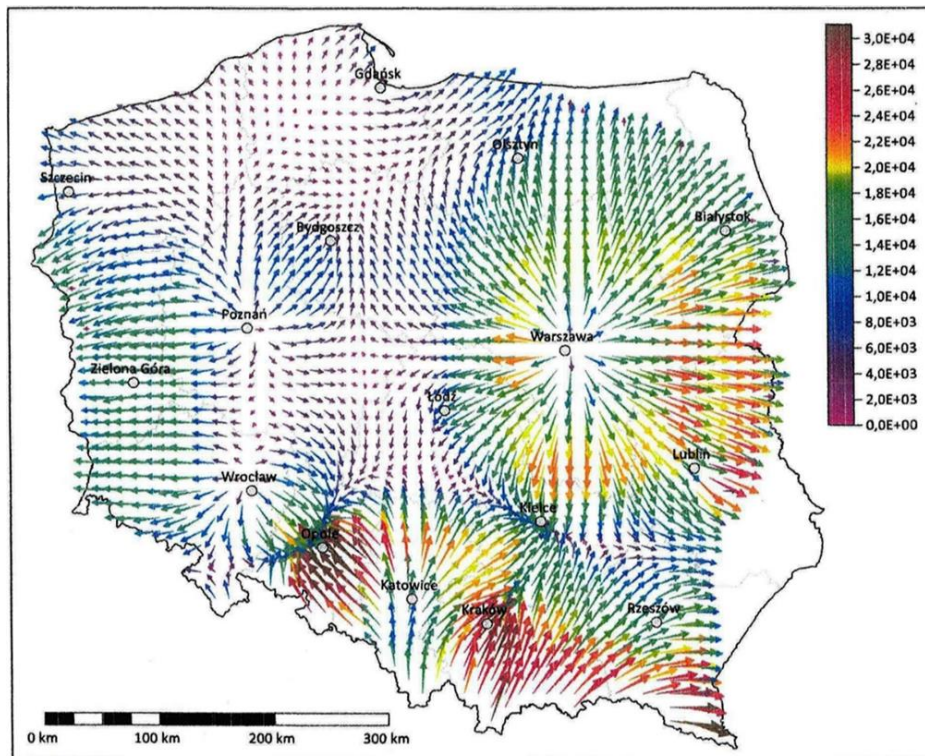 Gdańsk
Olsztyn
Szczecin
Białystok
Bydgoszcz
Poznań
Warszawa
Zielona Góra
Łódź
Lublin
Wrocław
Kielce
Opole
Katowice
Kraków
Rzeszów
3,0E+04
2,8E+04
2,6E+04
2,4E+04
2,2E+04
2,0E+04
1,8E+04
1,6E+04
1,4E+04
1,2E+04
1,0E+04
8,0E+03
6,0E+03
4,0E+03
2,0E+03
0,0E+00
0 km 100 km 200 km 300 km